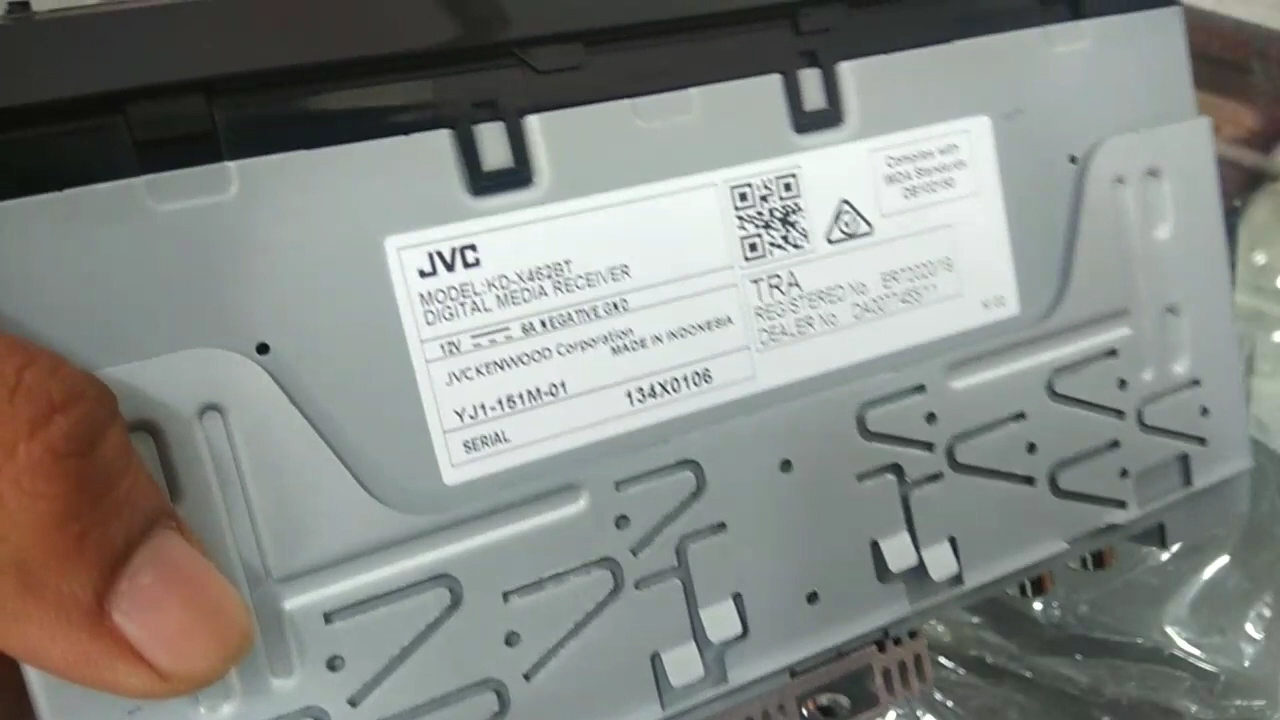 JVC
MODEL:KD-X462BT
DIGITAL MEDIA RECEIVER
12V 6A NEGATIVE GND
JVCKENWOOD Corporation
MADE IN INDONESIA
YJ1-151M-01 134X0106
SERIAL
Complies with
IMDA Standards
TRA
REGISTERED No.
DEALER No.